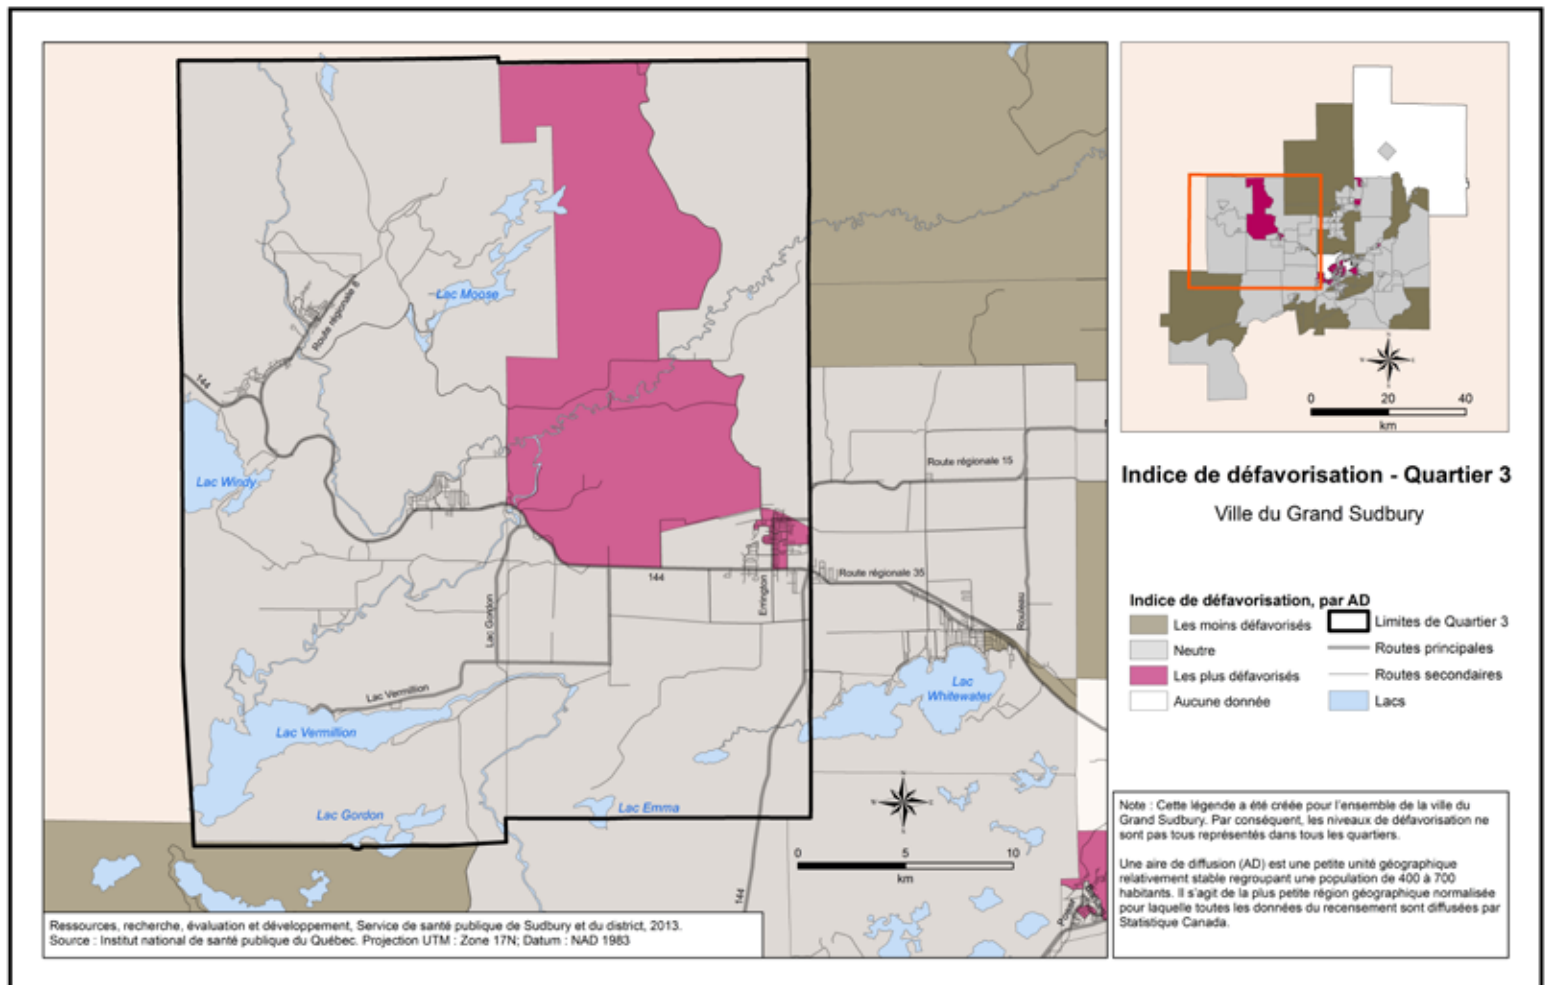 Route régionale 8
Lac Moose
144
Lac Windy
Route régionale 15
144
Route régionale 35
Errington
Lac Gordon
Rouleau
Lac Vermillion
Lac
Whitewater
Lac Vermillion
Lac Gordon
Lac Emma
144
0 5 10
km
Ressources, recherche, évaluation et développement, Service de santé publique de Sudbury et du district, 2013.
Source : Institut national de santé publique du Québec. Projection UTM : Zone 17N; Datum : NAD 1983
0 20 40
km
Indice de défavorisation - Quartier 3
Ville du Grand Sudbury
Indice de défavorisation, par AD
Les moins défavorisés
Neutre
Les plus défavorisés
Aucune donnée
Limites de Quartier 3
Routes principales
Routes secondaires
Lacs
Note : Cette légende a été créée pour l'ensemble de la ville du
Grand Sudbury. Par conséquent, les niveaux de défavorisation ne
sont pas tous représentés dans tous les quartiers.
Une aire de diffusion (AD) est une petite unité géographique
relativement stable regroupant une population de 400 à 700
habitants. Il s'agit de la plus petite région géographique normalisée
pour laquelle toutes les données du recensement sont diffusées par
Statistique Canada.